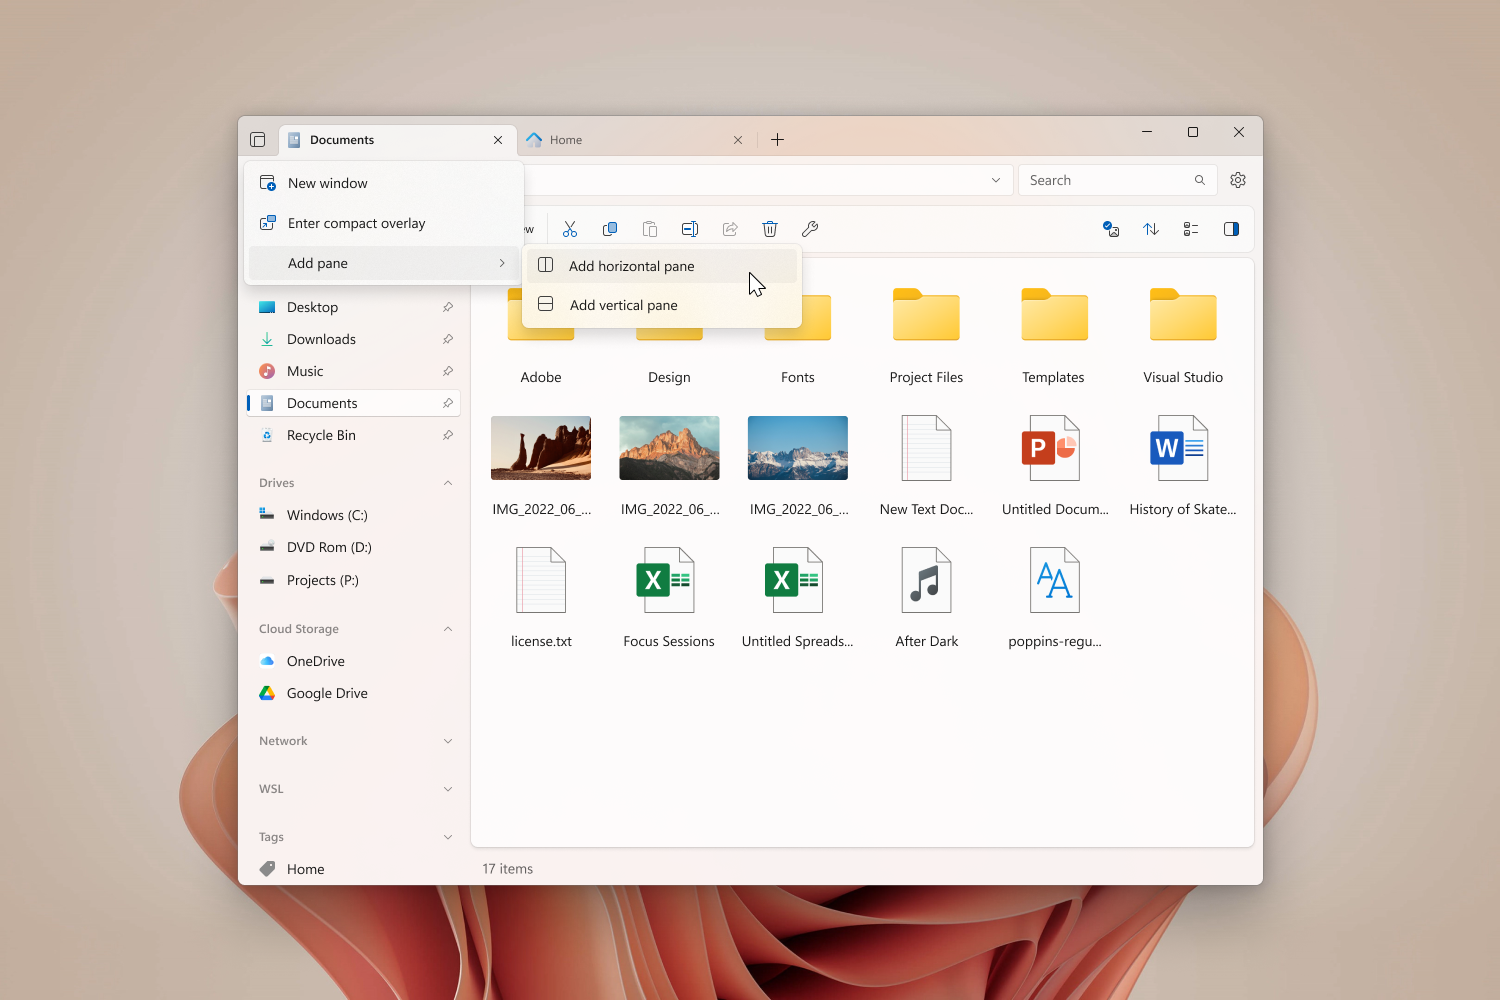 Documents
Home
New window
Search
Enter compact overlay
ew
Add pane
Add horizontal pane
Add vertical pane
Desktop
Downloads
Music
Documents
Recycle Bin
Drives
Windows (C:)
DVD Rom (D:)
Projects (P:)
Cloud Storage
OneDrive
Google Drive
Network
WSL
Tags
Home
Adobe
Design
Fonts
Project Files
Templates
Visual Studio
IMG_2022_06_...
IMG_2022_06_...
IMG_2022_06_...
New Text Doc...
P
Untitled Docum...
W
History of Skate...
license.txt
X
Focus Sessions
X
Untitled Spreads...
After Dark
AA
poppins-regu...
17 items